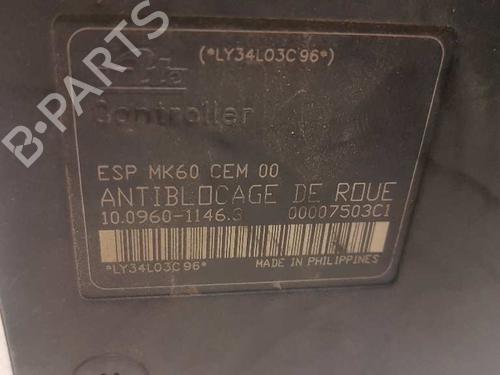 (*LY34L03C96*)
Ate
Controller
ESP MK60 CEM 00
ANTIBLOCAGE DE ROUE
10.0960-1146.3 00007503C1
*LY34L03C96* MADE IN PHILIPPINES
B-PARTS